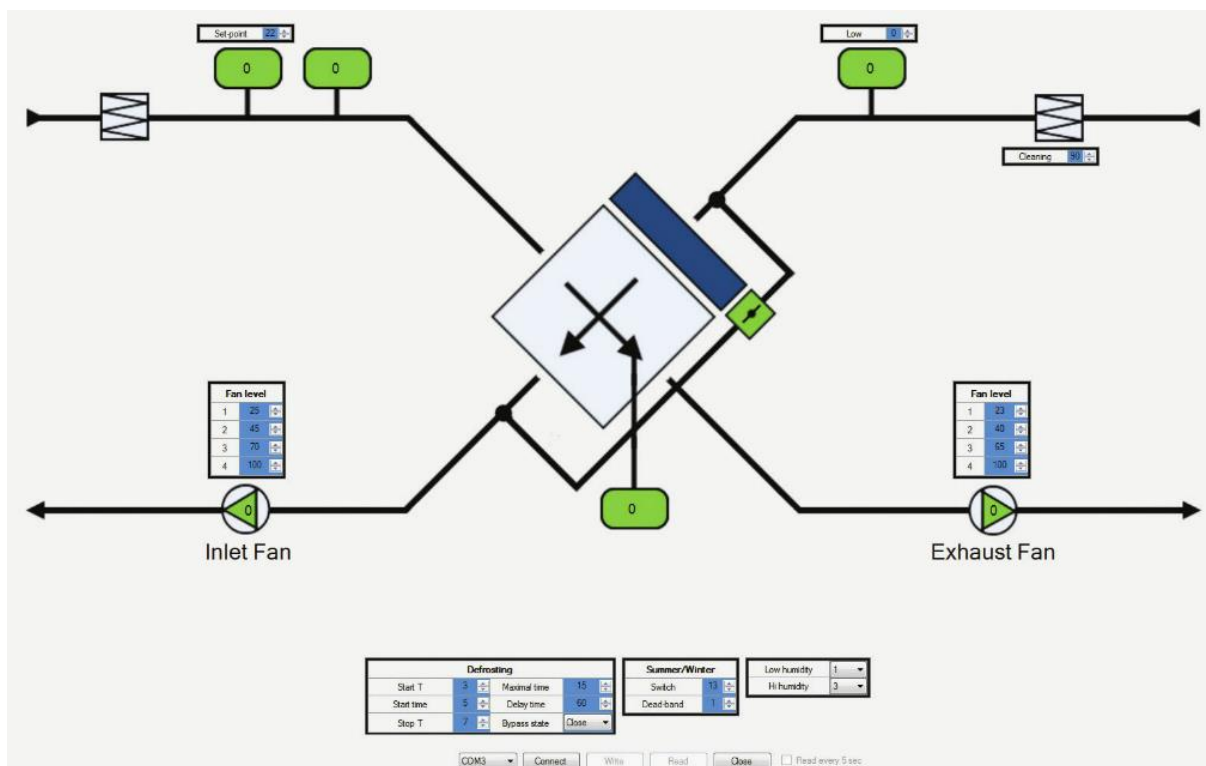 Set-point 22
Low 0
0
0
0
Cleaning 90
Fan level
1 25
2 45
3 70
4 100
Fan level
1 23
2 40
3 65
4 100
0
0
0
Inlet Fan
Exhaust Fan
Defrosting
Start T 3 Maximal time 15
Start time 5 Delay time 60
Stop T 7 Bypass state Close
Summer/Winter
Switch 13
Dead-band 1
Low humidity 1
Hi humidity 3
COM3 Connect Write Read Close Read every 5 sec